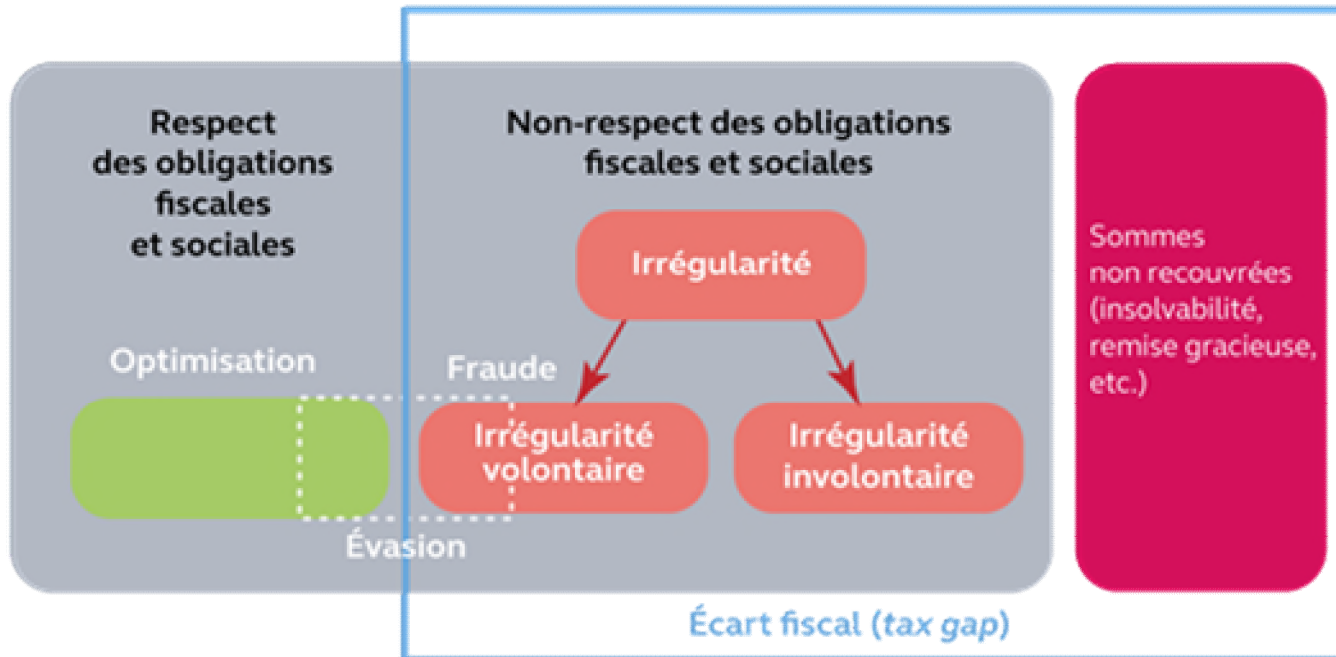 Respect
des obligations
fiscales
et sociales
Non-respect des obligations
fiscales et sociales
Irrégularité
Optimisation
Fraude
Irrégularité
volontaire
Irrégularité
involontaire
Évasion
Sommes
non recouvrées
(insolvabilité,
remise gracieuse,
etc.)
Écart fiscal (tax gap)